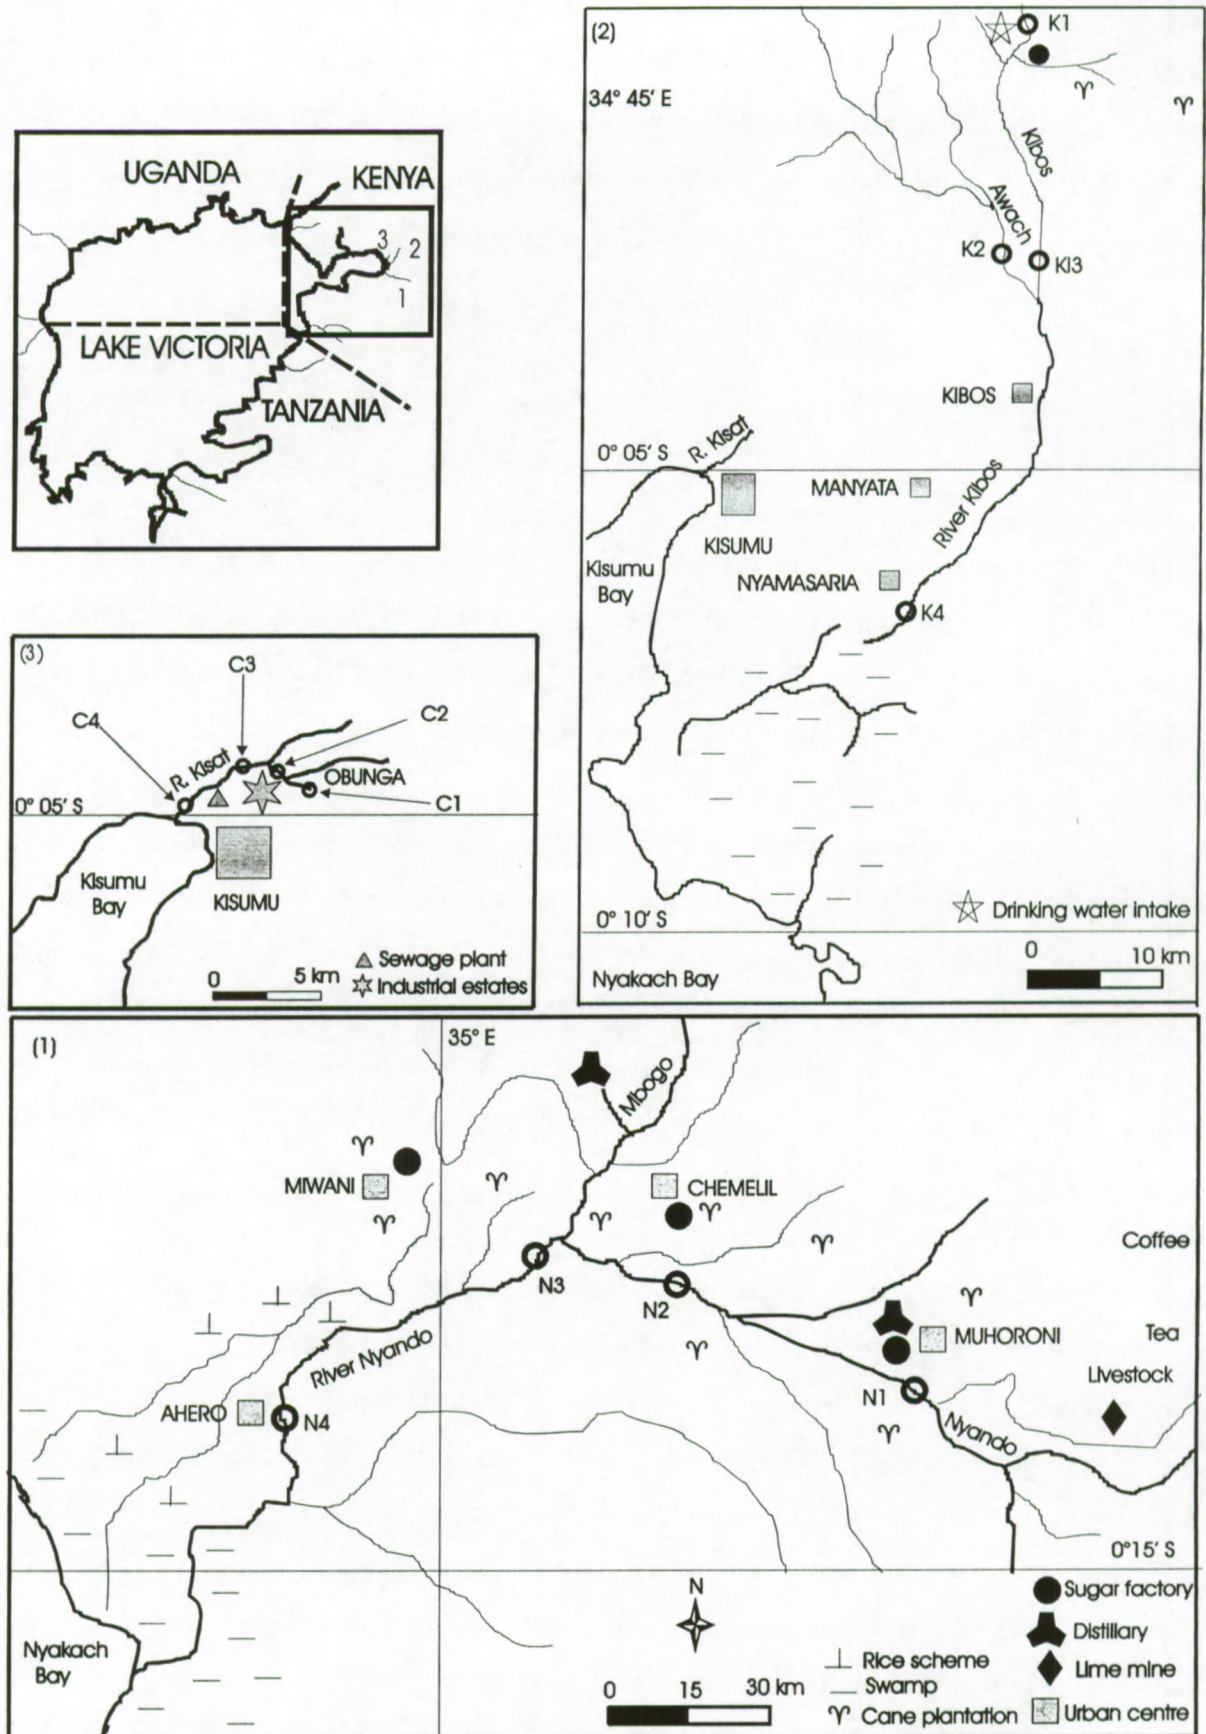 UGANDA
KENYA
3
2
1
LAKE VICTORIA
TANZANIA
(2)
K1
34° 45′ E
Kibos
Awach
K2
K13
KIBOS
R. Kisat
0° 05′ S
MANYATA
River Kibos
KISUMU
Kisumu
Bay
NYAMASARIA
K4
0° 10′ S
Drinking water intake
0 10 km
Nyakach Bay
(3)
C3
C4
C2
R. Kisat
OBUNGA
C1
0° 05′ S
Kisumu
Bay
KISUMU
Sewage plant
0 5 km
Industrial estates
(1)
35° E
Mbogo
MIWANI
CHEMELIL
Coffee
N3
N2
MUHORONI
Tea
River Nyando
Livestock
N1
AHERO
N4
Nyando
0°15′ S
N
Sugar factory
Distillary
Nyakach
Bay
Rice scheme
Lime mine
Swamp
0 15 30 km
Cane plantation
Urban centre